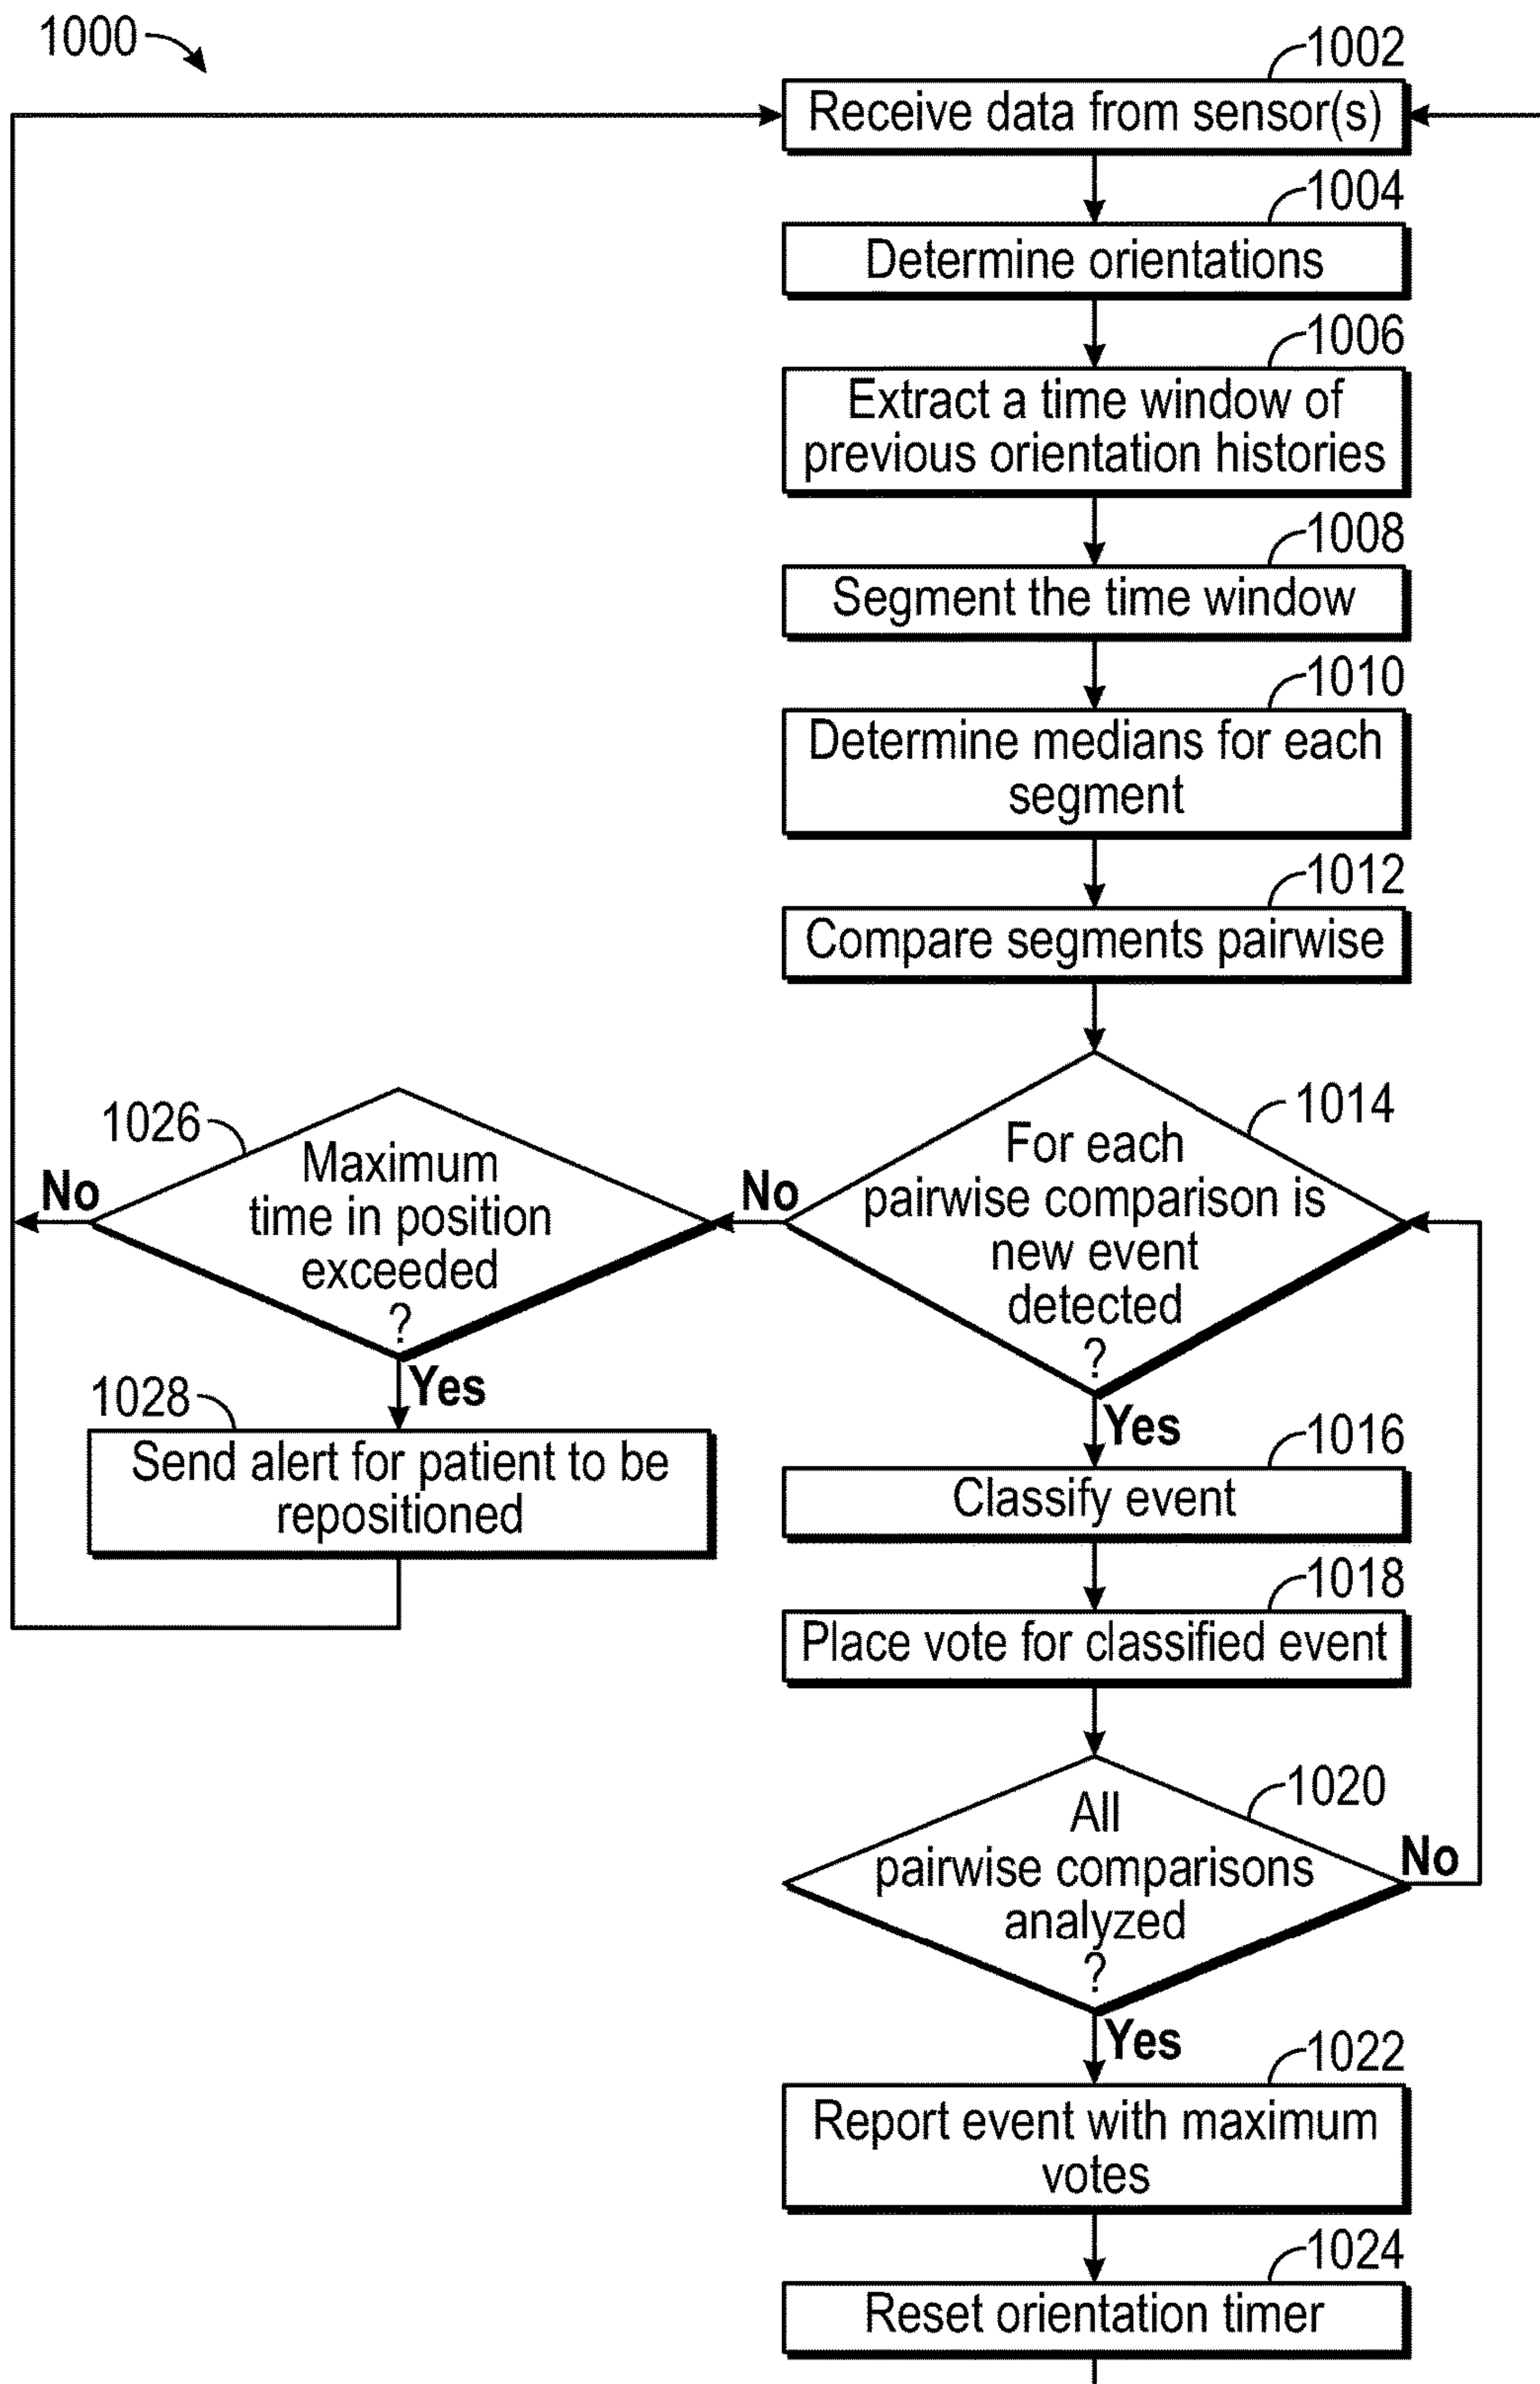 1000
1002
Receive data from sensor(s)
1004
Determine orientations
1006
Extract a time window of
previous orientation histories
1008
Segment the time window
1010
Determine medians for each
segment
1012
Compare segments pairwise
1014
For each
pairwise comparison is
new event
detected
?
No
Yes
1026
Maximum
time in position
exceeded
?
No
Yes
1028
Send alert for patient to be
repositioned
1016
Classify event
1018
Place vote for classified event
1020
All
pairwise comparisons
analyzed
?
No
Yes
1022
Report event with maximum
votes
1024
Reset orientation timer